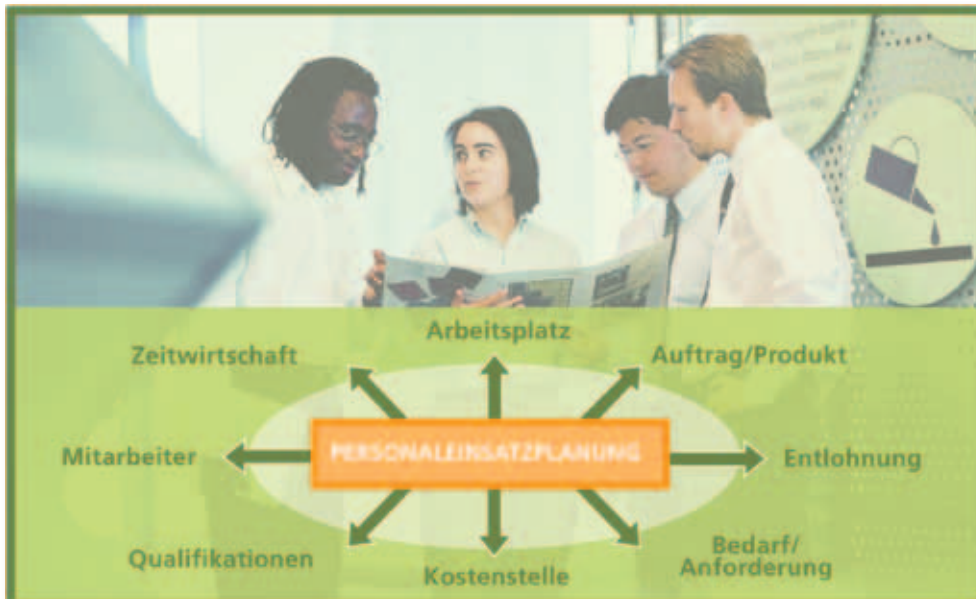 Arbeitsplatz
Zeitwirtschaft
Auftrag/Produkt
PERSONALEINSATZPLANUNG
Mitarbeiter
Entlohnung
Qualifikationen
Kostenstelle
Bedarf/
Anforderung